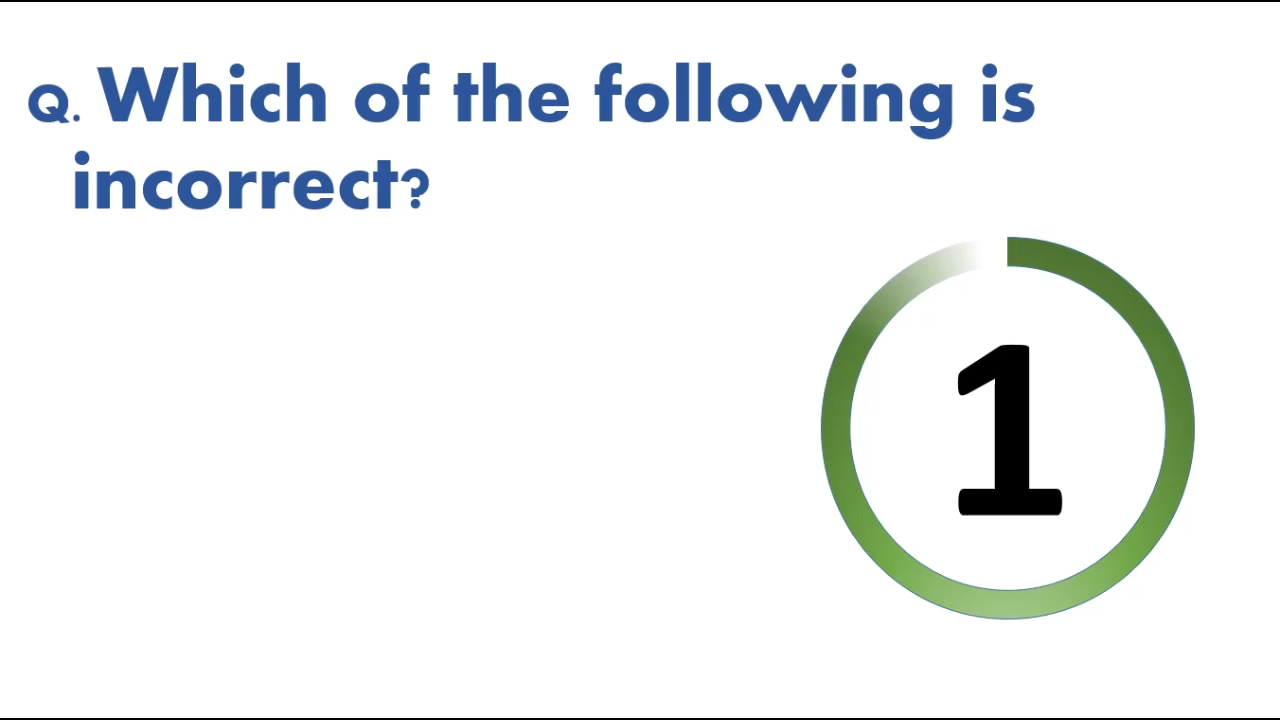 Q. Which of the following is
incorrect?
1